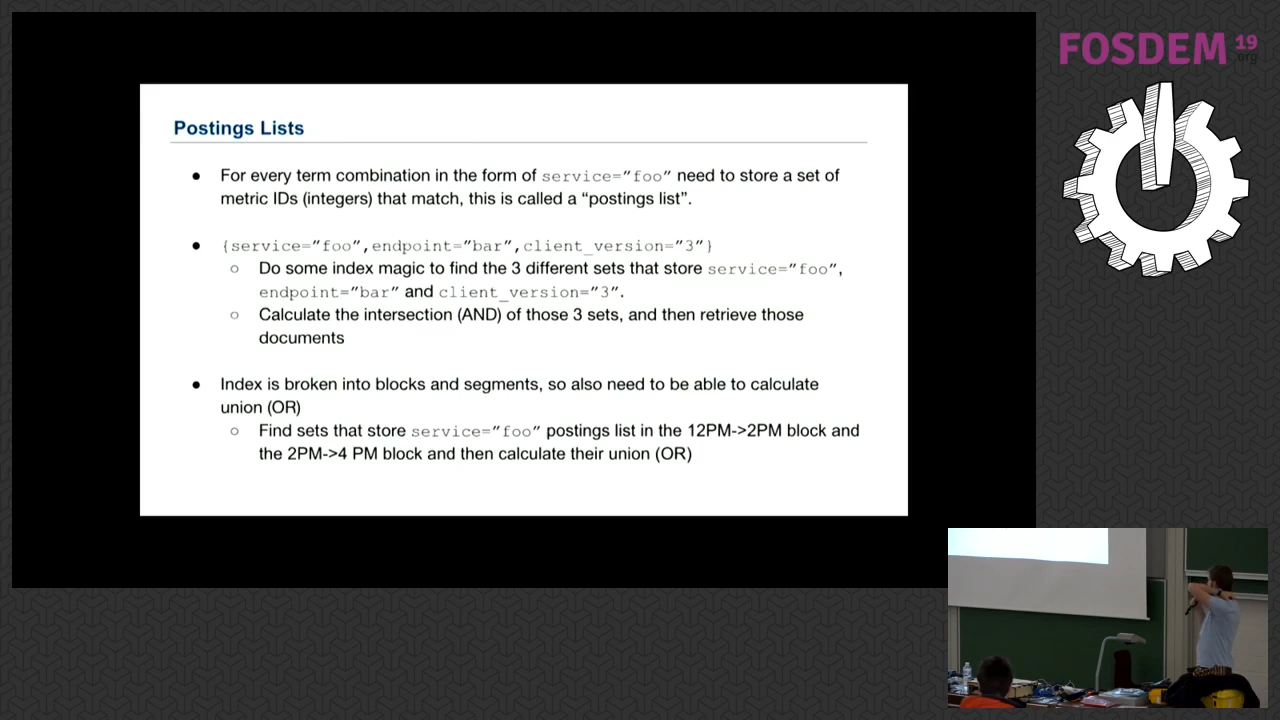 FOSDEM 19
.org
Postings Lists
● For every term combination in the form of service="foo" need to store a set of
metric IDs (integers) that match, this is called a “postings list”.
● {service="foo",endpoint="bar",client_version="3"}
○ Do some index magic to find the 3 different sets that store service="foo",
endpoint="bar" and client_version="3".
○ Calculate the intersection (AND) of those 3 sets, and then retrieve those
documents
● Index is broken into blocks and segments, so also need to be able to calculate
union (OR)
○ Find sets that store service="foo" postings list in the 12PM->2PM block and
the 2PM->4 PM block and then calculate their union (OR)